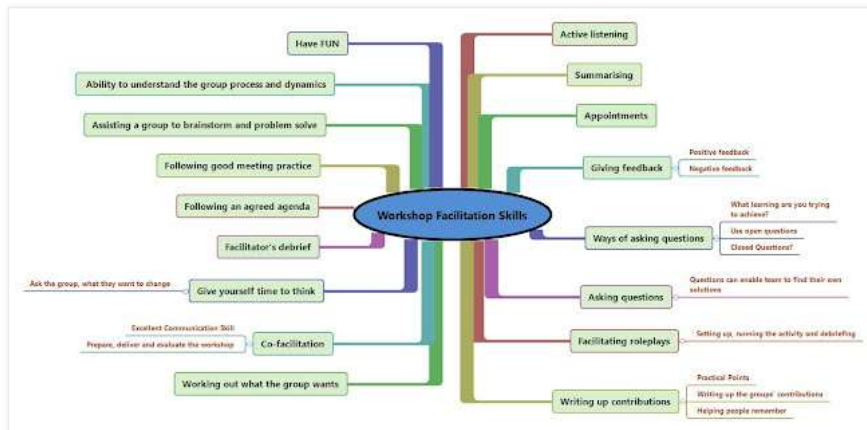 Workshop Facilitation Skills
Have FUN
Ability to understand the group process and dynamics
Assisting a group to brainstorm and problem solve
Following good meeting practice
Following an agreed agenda
Facilitator's debrief
Give yourself time to think
Ask the group, what they want to change
Co-facilitation
Excellent Communication Skill
Prepare, deliver and evaluate the workshop
Working out what the group wants
Active listening
Summarising
Appointments
Giving feedback
Positive feedback
Negative feedback
Ways of asking questions
What learning are you trying
to achieve?
Use open questions
Closed Questions?
Asking questions
Questions can enable team to find their own
solutions
Facilitating roleplays
Setting up, running the activity and debriefing
Writing up contributions
Practical Points
Writing up the groups' contributions
Helping people remember